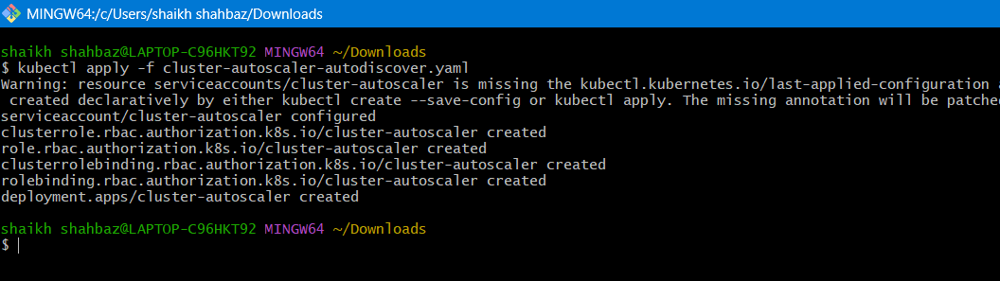 MINGW64:/c/Users/shaikh shahbaz/Downloads
shaikh shahbaz@LAPTOP-C96HKT92 MINGW64 ~/Downloads
$ kubectl apply -f cluster-autoscaler-autodiscover.yaml
Warning: resource serviceaccounts/cluster-autoscaler is missing the kubectl.kubernetes.io/last-applied-configuration
created declaratively by either kubectl create --save-config or kubectl apply. The missing annotation will be patched
serviceaccount/cluster-autoscaler configured
clusterrole.rbac.authorization.k8s.io/cluster-autoscaler created
role.rbac.authorization.k8s.io/cluster-autoscaler created
clusterrolebinding.rbac.authorization.k8s.io/cluster-autoscaler created
rolebinding.rbac.authorization.k8s.io/cluster-autoscaler created
deployment.apps/cluster-autoscaler created
shaikh shahbaz@LAPTOP-C96HKT92 MINGW64 ~/Downloads
$